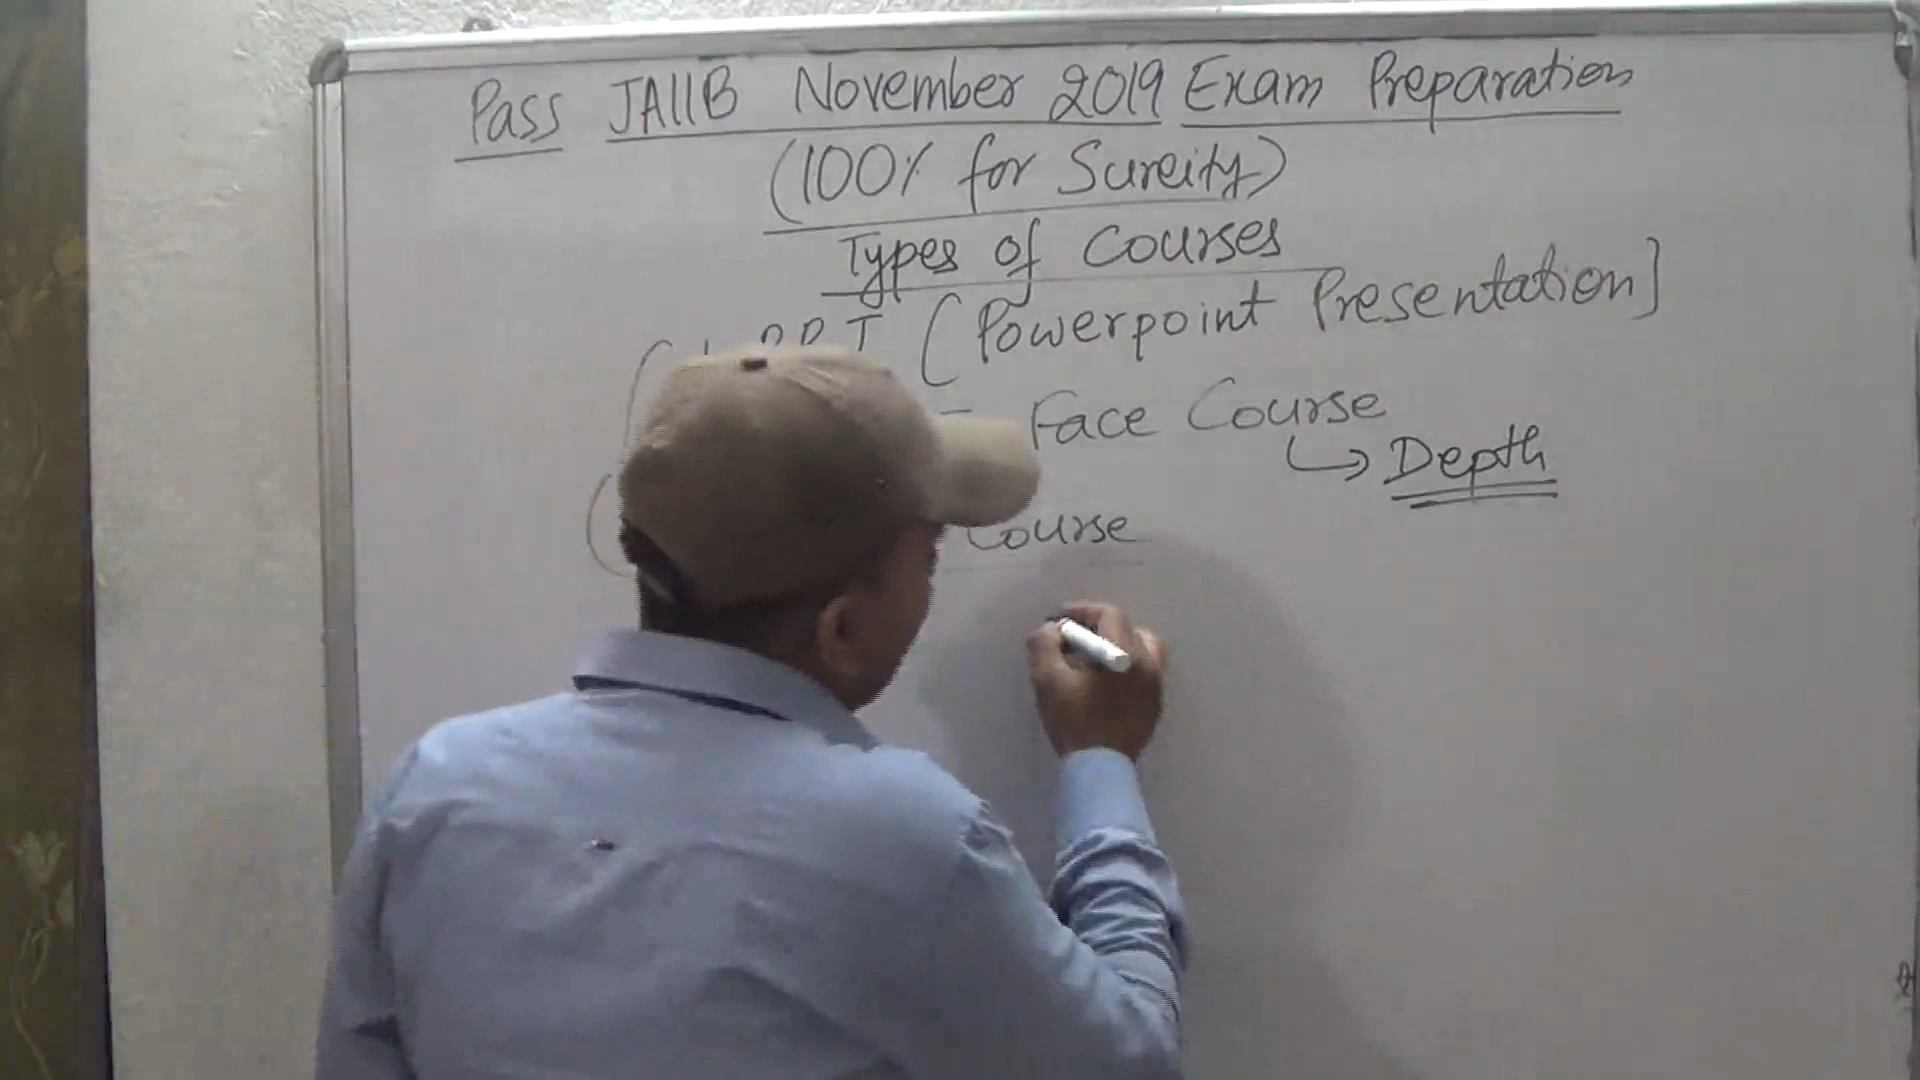 Pass JAIIB November 2019 Exam Preparation
(100% for Sureity)
Types of Courses
PPT (Powerpoint Presentation]
Face Course
↳ Depth
Course